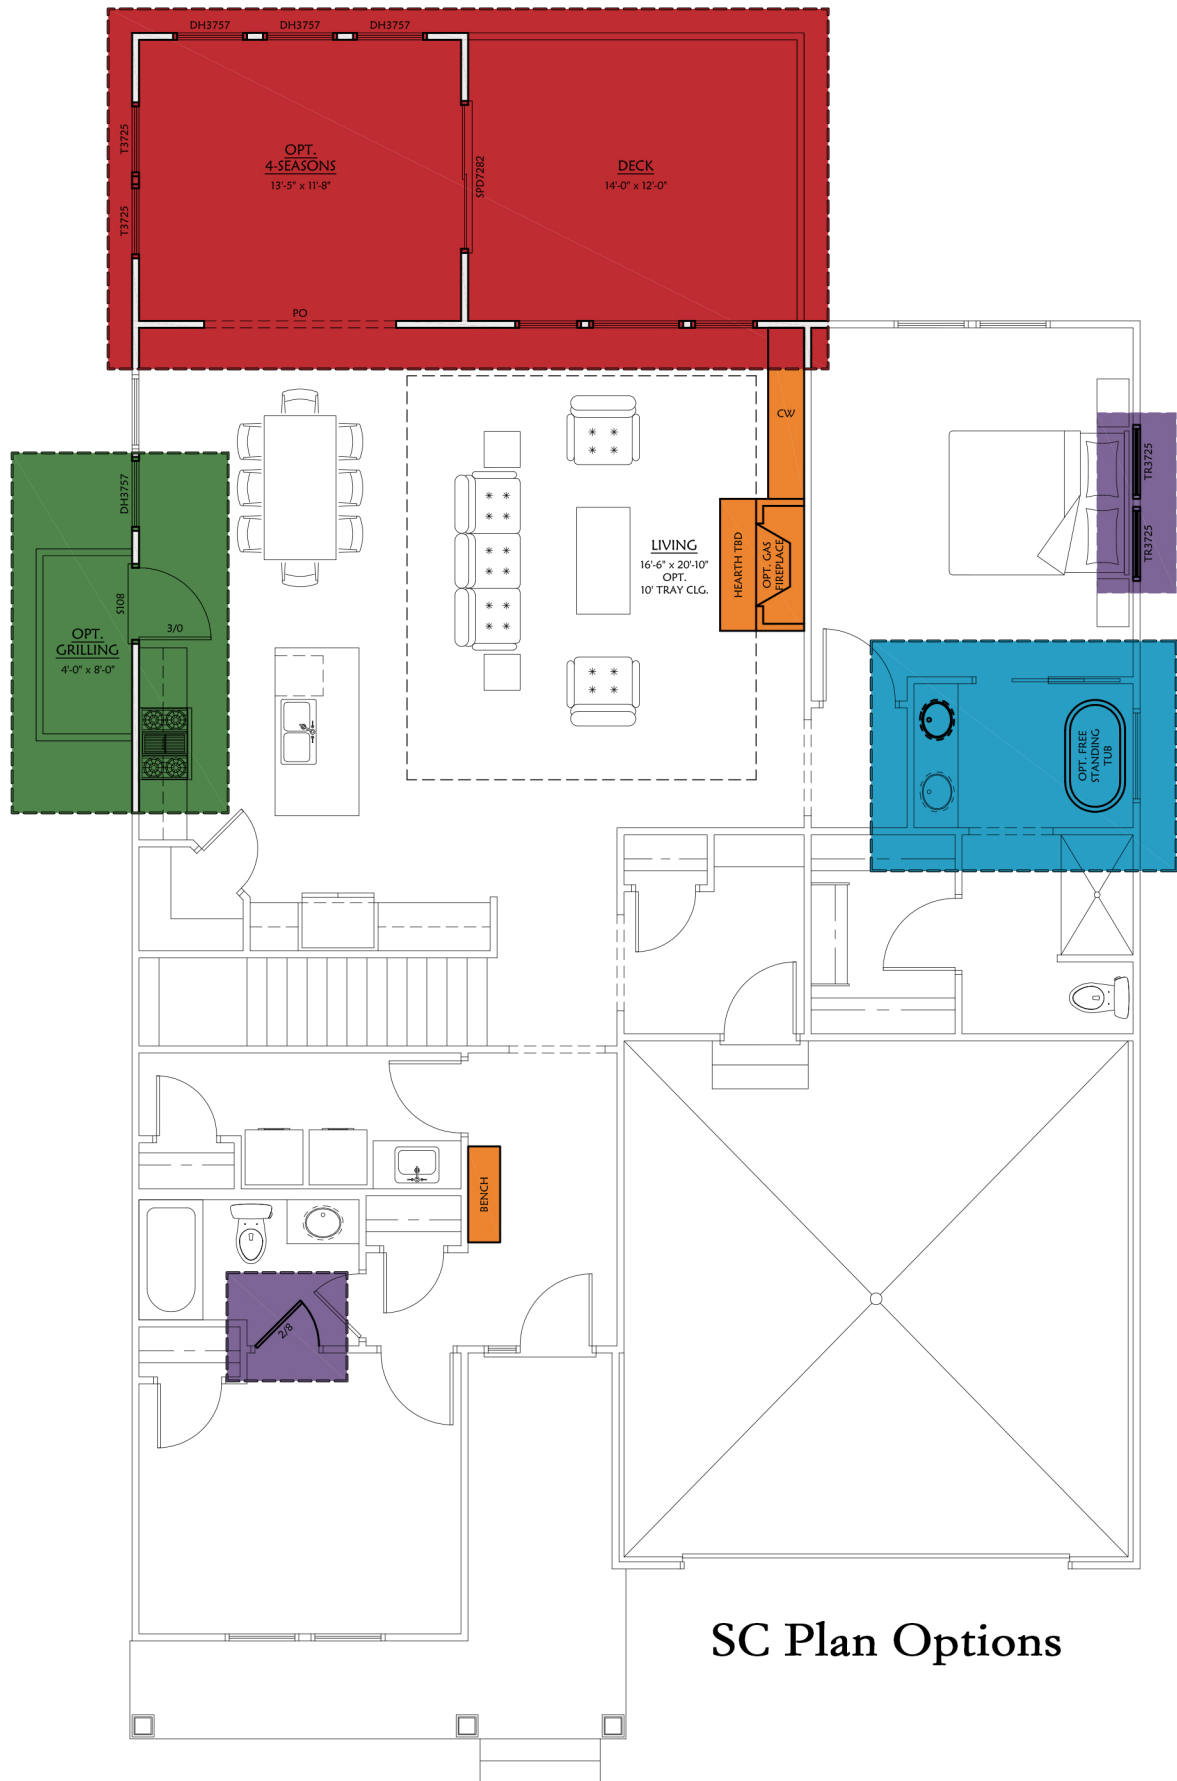 DH3757
DH3757
DH3757
T3725
T3725
OPT.
4-SEASONS
13'-5" x 11'-8"
SPD7282
DECK
14'-0" x 12'-0"
PO
CW
DH3757
TR3725
TR3725
S108
3/0
OPT.
GRILLING
4'-0" x 8'-0"
LIVING
16'-6" x 20'-10"
OPT.
10' TRAY CLG.
HEARTH TBD
OPT. GAS
FIREPLACE
OPT. FREE
STANDING
TUB
BENCH
2/8
SC Plan Options